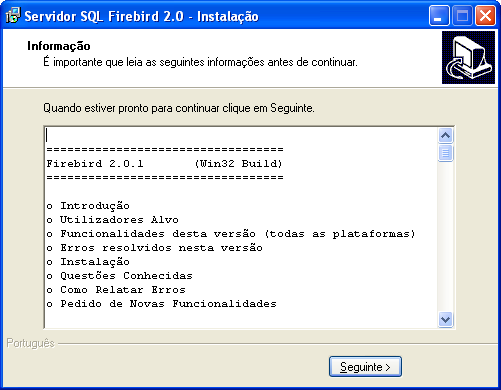 Servidor SQL Firebird 2.0 - Instalação
Informação
É importante que leia as seguintes informações antes de continuar.
Quando estiver pronto para continuar clique em Seguinte.
==================================
Firebird 2.0.1 (Win32 Build)
==================================
o Introdução
o Utilizadores Alvo
o Funcionalidades desta versão (todas as plataformas)
o Erros resolvidos nesta versão
o Instalação
o Questões Conhecidas
o Como Relatar Erros
o Pedido de Novas Funcionalidades
Português
Seguinte >